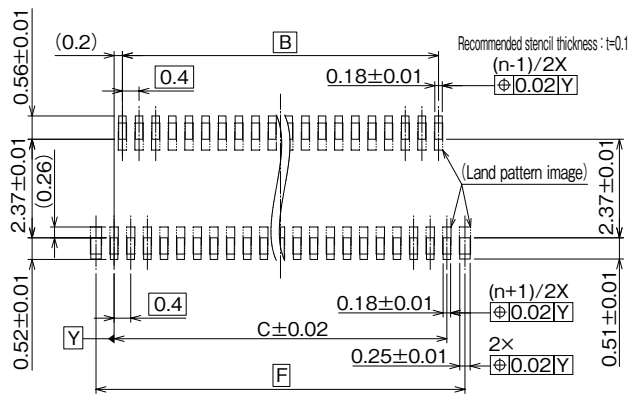 (0.2)
B
Recommended stencil thickness : t=0.1
0.56±0.01
0.4
0.18±0.01
(n-1)/2X
⌖ 0.02 Y
2.37±0.01
(0.26)
(Land pattern image)
2.37±0.01
0.52±0.01
0.4
0.18±0.01
(n+1)/2X
⌖ 0.02 Y
Y
C±0.02
0.25±0.01
2×
⌖ 0.02 Y
0.51±0.01
F